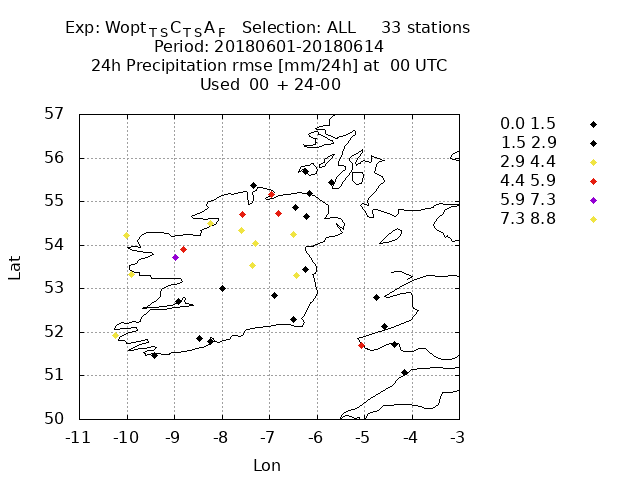 Exp: Wopt_TS C_TS A_F   Selection: ALL     33 stations
Period: 20180601-20180614
24h Precipitation rmse [mm/24h] at  00 UTC
Used  00 + 24-00
57
56
55
54
53
52
51
50
-11 -10 -9 -8 -7 -6 -5 -4 -3
Lat
Lon
0.0 1.5
1.5 2.9
2.9 4.4
4.4 5.9
5.9 7.3
7.3 8.8